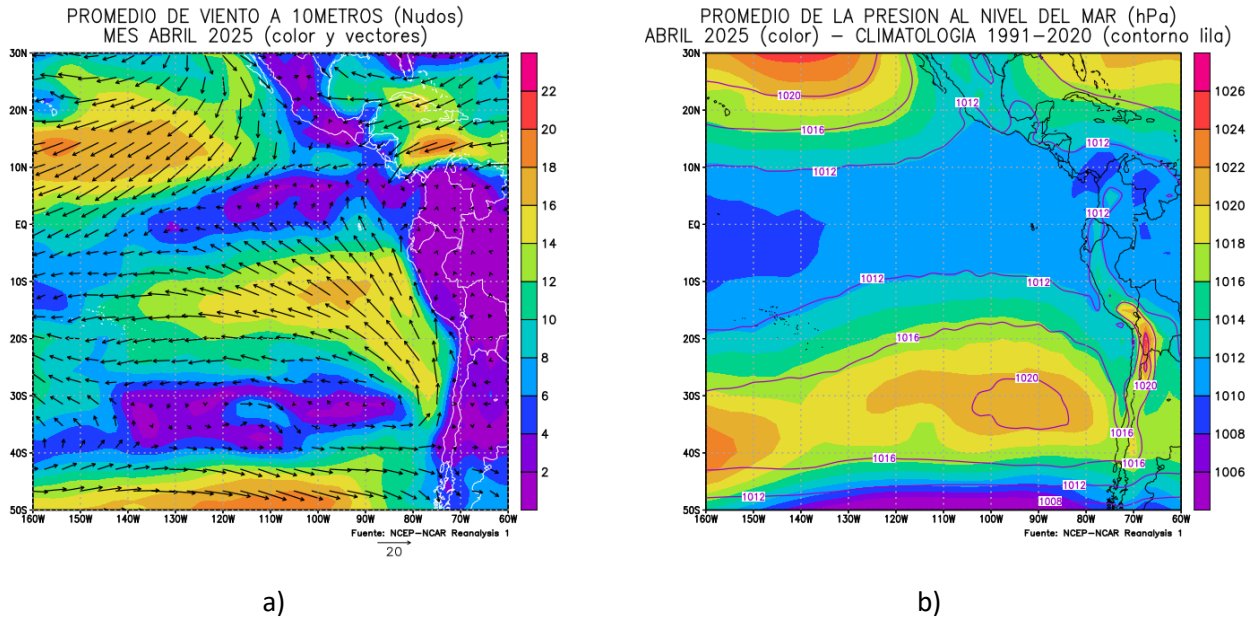 PROMEDIO DE VIENTO A 10METROS (Nudos)
MES ABRIL 2025 (color y vectores)
30N
20N
10N
EQ
10S
20S
30S
40S
50S
160W 150W 140W 130W 120W 110W 100W 90W 80W 70W 60W
22
20
18
16
14
12
10
8
6
4
2
Fuente: NCEP-NCAR Reanalysis 1
20
a)
PROMEDIO DE LA PRESION AL NIVEL DEL MAR (hPa)
ABRIL 2025 (color) – CLIMATOLOGIA 1991-2020 (contorno lila)
30N
20N
10N
EQ
10S
20S
30S
40S
50S
1020
1016
1012
1012
1012
1012
1012
1012
1016
1020
1020
1016
1016
1016
1012
1012
1008
160W 150W 140W 130W 120W 110W 100W 90W 80W 70W 60W
1026
1024
1022
1020
1018
1016
1014
1012
1010
1008
1006
Fuente: NCEP-NCAR Reanalysis 1
b)